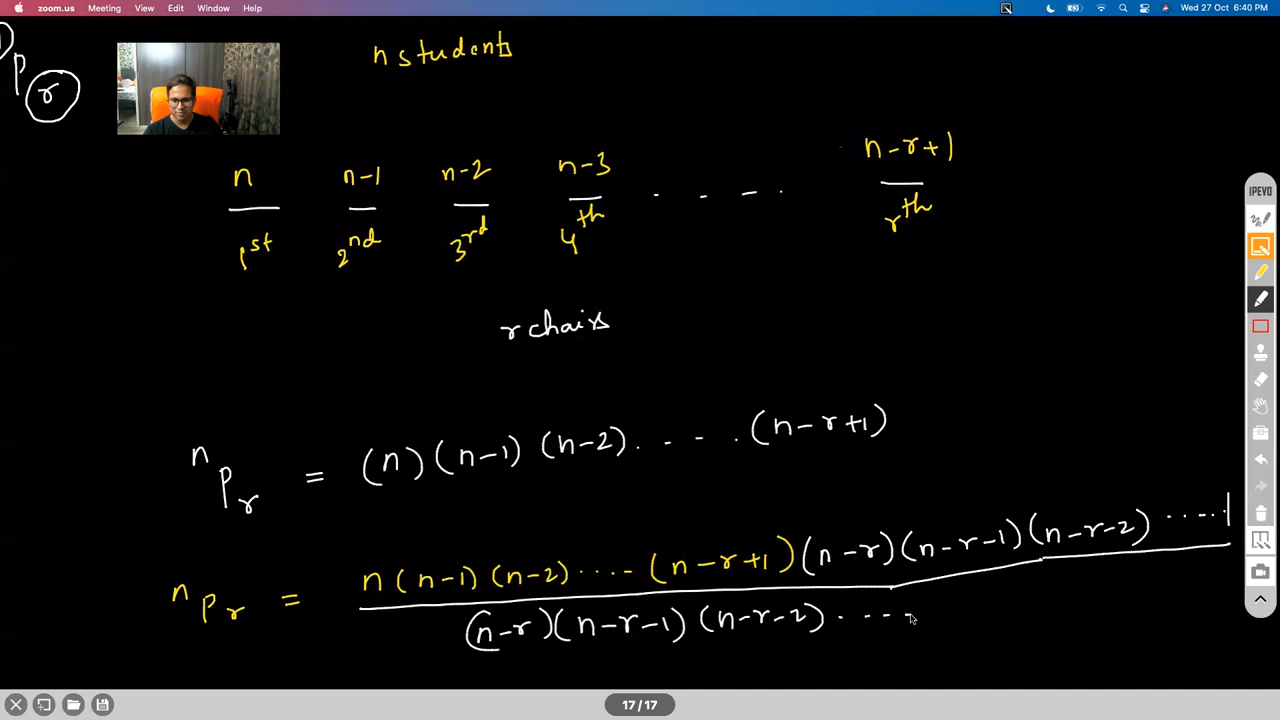 zoom.us Meeting View Edit Window Help Wed 27 Oct 6:40 PM
P r
n students
n n-1 n-2 n-3 . . - . n-r+1
1st 2nd 3rd 4th rth
r chairs
nPr = (n)(n-1)(n-2). - - .(n-r+1)
nPr = n(n-1)(n-2)....(n-r+1)(n-r)(n-r-1)(n-r-2).....1
(n-r)(n-r-1)(n-r-2). - - -
IPEVO
17/17